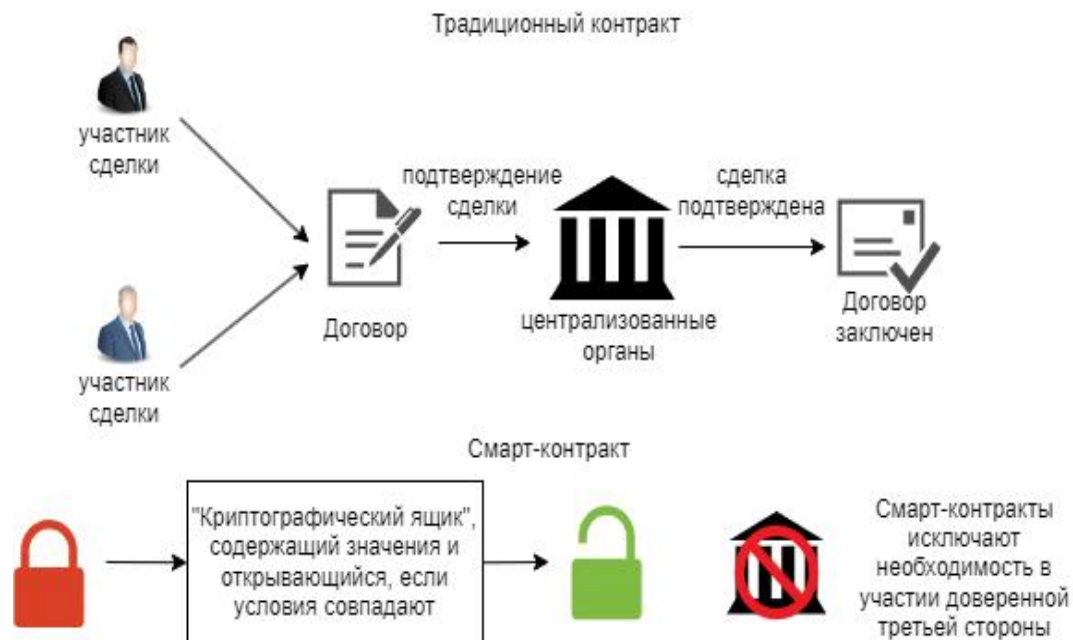 Традиционный контракт
участник
сделки
подтверждение
сделки
сделка
подтверждена
Договор
централизованные
органы
Договор
заключен
участник
сделки
Смарт-контракт
"Криптографический ящик",
содержащий значения и
открывающийся, если
условия совпадают
Смарт-контракты
исключают
необходимость в
участии доверенной
третьей стороны